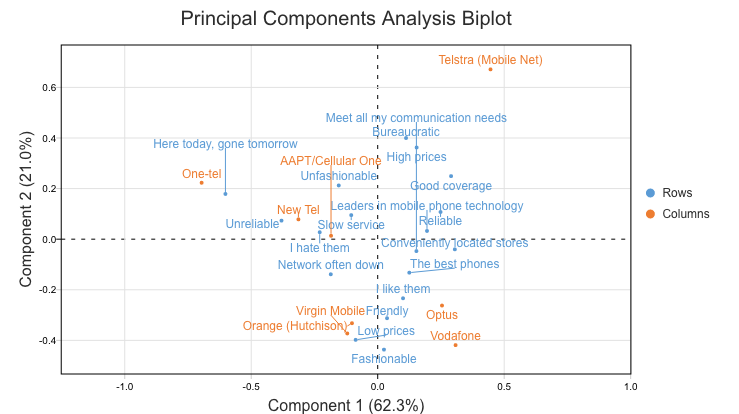 Principal Components Analysis Biplot
Telstra (Mobile Net)
Meet all my communication needs
Bureaucratic
Here today, gone tomorrow
High prices
AAPT/Cellular One
One-tel
Unfashionable
Good coverage
Leaders in mobile phone technology
New Tel
Unreliable
Slow service
Reliable
I hate them
Conveniently located stores
Network often down
The best phones
I like them
Virgin Mobile
Friendly
Optus
Orange (Hutchison)
Low prices
Vodafone
Fashionable
Rows
Columns
Component 2 (21.0%)
0.6
0.4
0.2
0.0
-0.2
-0.4
-1.0
-0.5
0.0
0.5
1.0
Component 1 (62.3%)